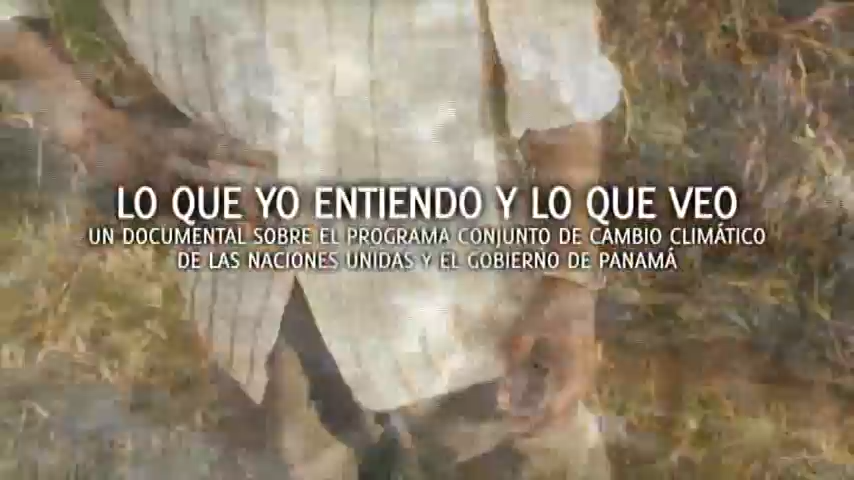 LO QUE YO ENTIENDO Y LO QUE VEO
UN DOCUMENTAL SOBRE EL PROGRAMA CONJUNTO DE CAMBIO CLIMÁTICO
DE LAS NACIONES UNIDAS Y EL GOBIERNO DE PANAMÁ